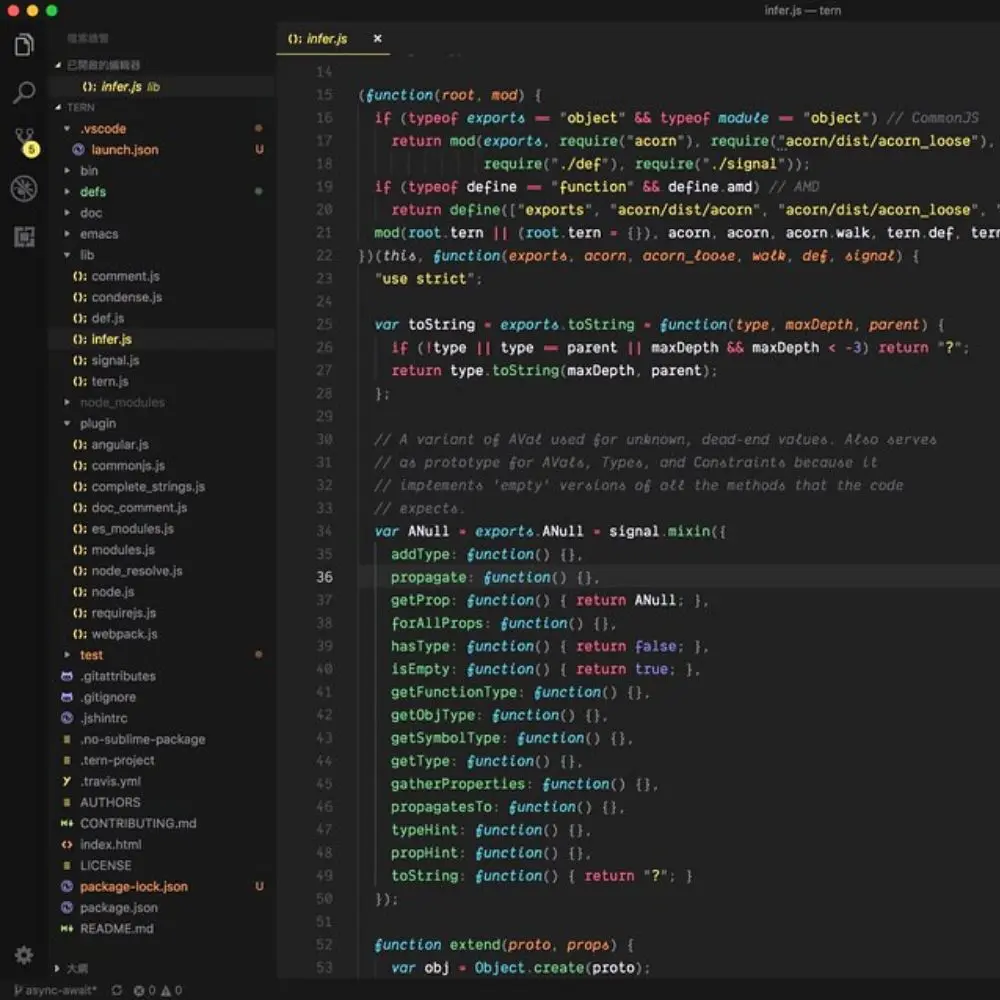 infer.js — tern
檔案總管
已開啟的編輯器
(): infer.js lib
TERN
.vscode
launch.json U
bin
defs
doc
emacs
lib
(): comment.js
(): condense.js
(): def.js
(): infer.js
(): signal.js
(): tern.js
node_modules
plugin
(): angular.js
(): commonjs.js
(): complete_strings.js
(): doc_comment.js
(): es_modules.js
(): modules.js
(): node_resolve.js
(): node.js
(): requirejs.js
(): webpack.js
test
.gitattributes
.gitignore
.jshintrc
.no-sublime-package
.tern-project
.travis.yml
AUTHORS
CONTRIBUTING.md
index.html
LICENSE
package-lock.json U
package.json
README.md
大綱
5
(): infer.js ×
14
15 (function(root, mod) {
16 if (typeof exports == "object" && typeof module == "object") // CommonJS
17 return mod(exports, require("acorn"), require("acorn/dist/acorn_loose"),
18 require("./def"), require("./signal"));
19 if (typeof define == "function" && define.amd) // AMD
20 return define(["exports", "acorn/dist/acorn", "acorn/dist/acorn_loose", "
21 mod(root.tern || (root.tern = {}), acorn, acorn, acorn.walk, tern.def, tern
22 })(this, function(exports, acorn, acorn_loose, walk, def, signal) {
23 "use strict";
24
25 var toString = exports.toString = function(type, maxDepth, parent) {
26 if (!type || type == parent || maxDepth && maxDepth < -3) return "?";
27 return type.toString(maxDepth, parent);
28 };
29
30 // A variant of AVal used for unknown, dead-end values. Also serves
31 // as prototype for AVals, Types, and Constraints because it
32 // implements 'empty' versions of all the methods that the code
33 // expects.
34 var ANull = exports.ANull = signal.mixin({
35 addType: function() {},
36 propagate: function() {},
37 getProp: function() { return ANull; },
38 forAllProps: function() {},
39 hasType: function() { return false; },
40 isEmpty: function() { return true; },
41 getFunctionType: function() {},
42 getObjType: function() {},
43 getSymbolType: function() {},
44 getType: function() {},
45 gatherProperties: function() {},
46 propagatesTo: function() {},
47 typeHint: function() {},
48 propHint: function() {},
49 toString: function() { return "?"; }
50 });
51
52 function extend(proto, props) {
53 var obj = Object.create(proto);
async-await* 0 0